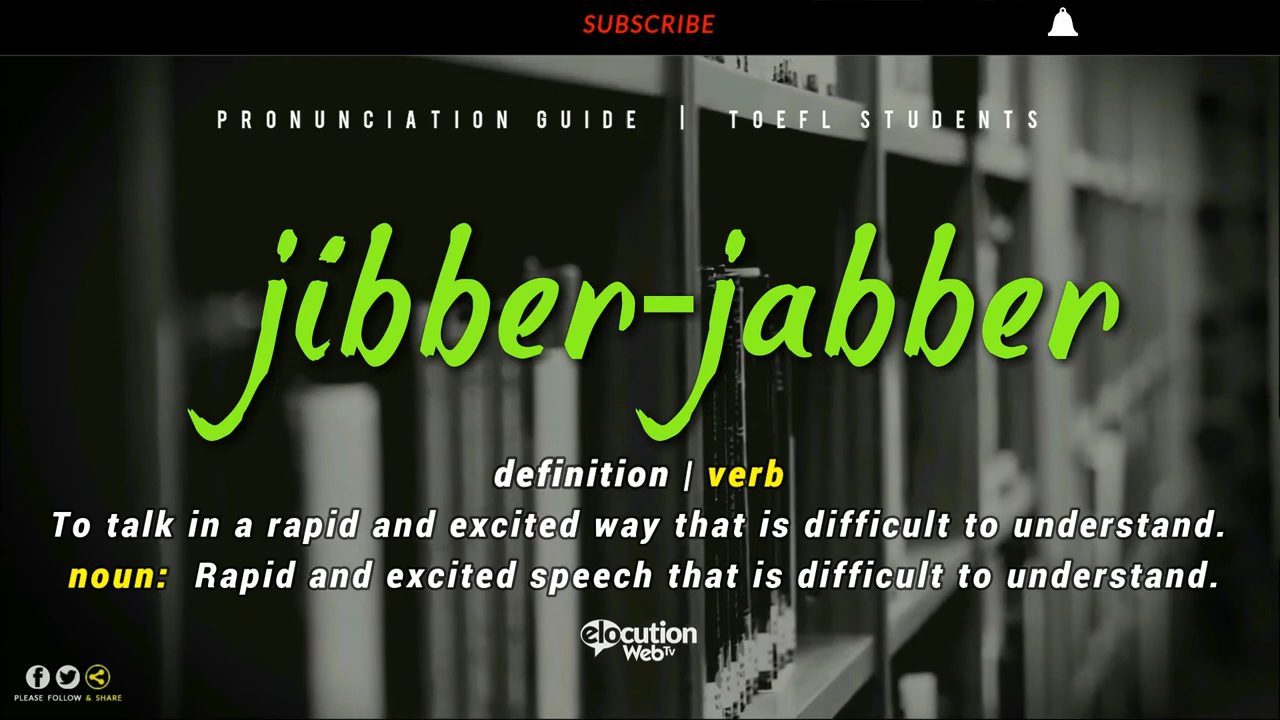 SUBSCRIBE
PRONUNCIATION GUIDE | TOEFL STUDENTS
jibber-jabber
definition | verb
To talk in a rapid and excited way that is difficult to understand.
noun: Rapid and excited speech that is difficult to understand.
elocution
WebTv
PLEASE FOLLOW & SHARE